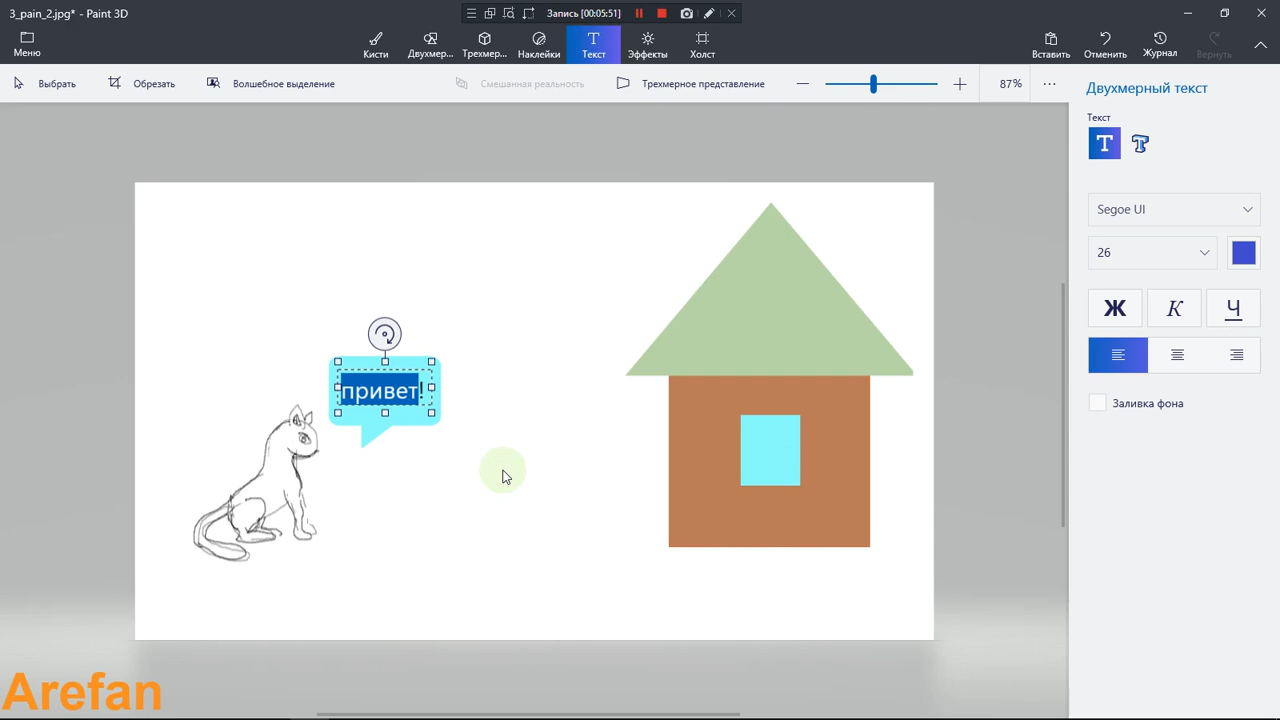 3_pain_2.jpg* - Paint 3D
Запись [00:05:51]
Меню
Кисти
Двухмер...
Трехмер...
Наклейки
Текст
Эффекты
Холст
Вставить
Отменить
Журнал
Вернуть
Выбрать
Обрезать
Волшебное выделение
Смешанная реальность
Трехмерное представление
87%
Двухмерный текст
Текст
T T
Segoe UI
26
Ж К Ч
Заливка фона
привет!
Arefan